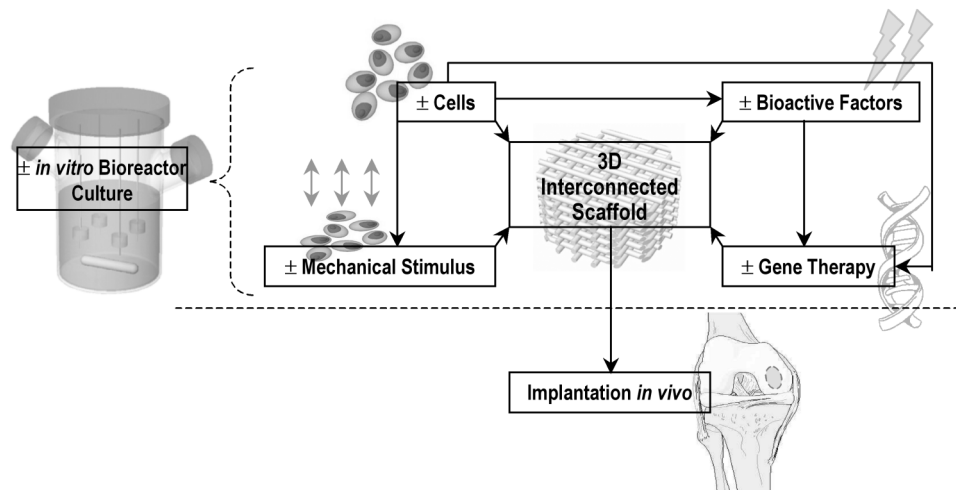 ± Cells
± Bioactive Factors
± in vitro Bioreactor
Culture
3D
Interconnected
Scaffold
± Mechanical Stimulus
± Gene Therapy
Implantation in vivo